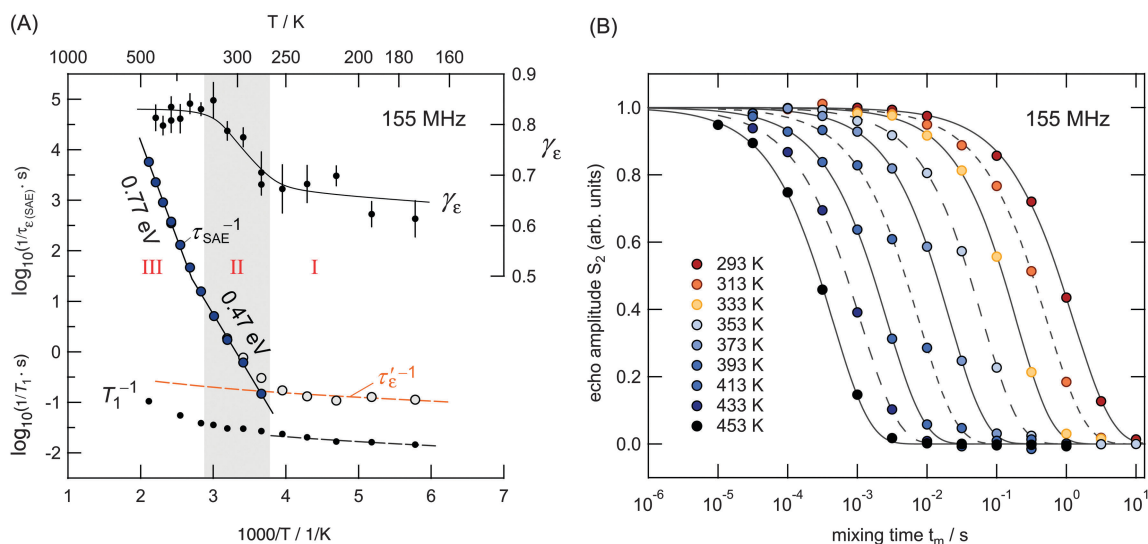 (A)
T / K
1000 500 300 250 200 180 160
155 MHz
5
4
3
2
1
0
-1
-2
log10(1/τε (SAE) · s)
log10(1/T1 · s)
0.9
0.8
0.7
0.6
0.5
γε
γε
0.77 eV
τSAE−1
III II I
0.47 eV
τ′ε−1
T1−1
1 2 3 4 5 6 7
1000/T / 1/K
(B)
155 MHz
1.0
0.8
0.6
0.4
0.2
0.0
echo amplitude S2 (arb. units)
293 K
313 K
333 K
353 K
373 K
393 K
413 K
433 K
453 K
10-6 10-5 10-4 10-3 10-2 10-1 100 101
mixing time tm / s